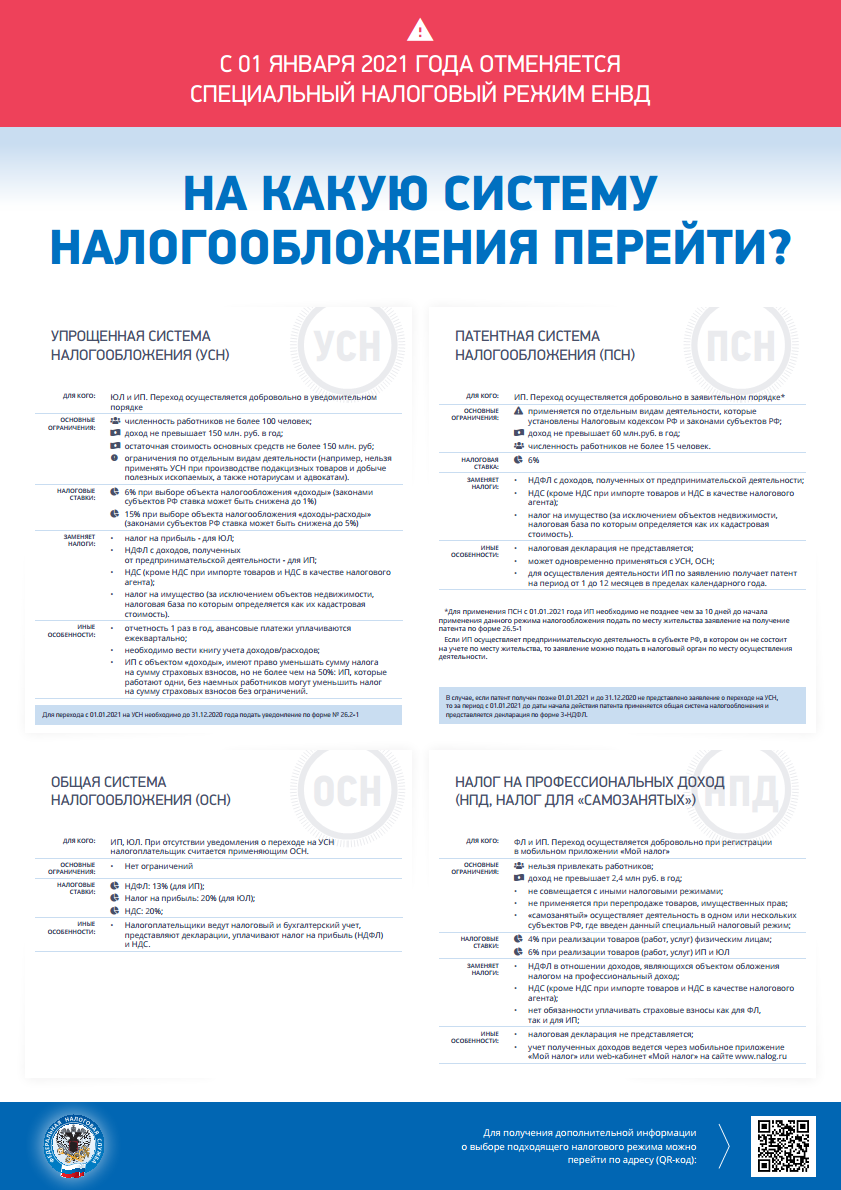 С 01 ЯНВАРЯ 2021 ГОДА ОТМЕНЯЕТСЯ
СПЕЦИАЛЬНЫЙ НАЛОГОВЫЙ РЕЖИМ ЕНВД
НА КАКУЮ СИСТЕМУ
НАЛОГООБЛОЖЕНИЯ ПЕРЕЙТИ?
УПРОЩЕННАЯ СИСТЕМА
НАЛОГООБЛОЖЕНИЯ (УСН)
УСН
ДЛЯ КОГО:
ЮЛ и ИП. Переход осуществляется добровольно в уведомительном
порядке
ОСНОВНЫЕ
ОГРАНИЧЕНИЯ:
численность работников не более 100 человек;
доход не превышает 150 млн. руб. в год;
остаточная стоимость основных средств не более 150 млн. руб;
ограничения по отдельным видам деятельности (например, нельзя
применять УСН при производстве подакцизных товаров и добыче
полезных ископаемых, а также нотариусам и адвокатам).
НАЛОГОВЫЕ
СТАВКИ:
6% при выборе объекта налогообложения «доходы» (законами
субъектов РФ ставка может быть снижена до 1%)
15% при выборе объекта налогообложения «доходы-расходы»
(законами субъектов РФ ставка может быть снижена до 5%)
ЗАМЕНЯЕТ
НАЛОГИ:
• налог на прибыль - для ЮЛ;
• НДФЛ с доходов, полученных
от предпринимательской деятельности - для ИП;
• НДС (кроме НДС при импорте товаров и НДС в качестве налогового
агента);
• налог на имущество (за исключением объектов недвижимости,
налоговая база по которым определяется как их кадастровая
стоимость).
ИНЫЕ
ОСОБЕННОСТИ:
• отчетность 1 раз в год, авансовые платежи уплачиваются
ежеквартально;
• необходимо вести книгу учета доходов/расходов;
• ИП с объектом «доходы», имеют право уменьшать сумму налога
на сумму страховых взносов, но не более чем на 50%: ИП, которые
работают одни, без наемных работников могут уменьшить налог
на сумму страховых взносов без ограничений.
Для перехода с 01.01.2021 на УСН необходимо до 31.12.2020 года подать уведомление по форме № 26.2-1
ПАТЕНТНАЯ СИСТЕМА
НАЛОГООБЛОЖЕНИЯ (ПСН)
ПСН
ДЛЯ КОГО:
ИП. Переход осуществляется добровольно в заявительном порядке*
ОСНОВНЫЕ
ОГРАНИЧЕНИЯ:
применяется по отдельным видам деятельности, которые
установлены Налоговым кодексом РФ и законами субъектов РФ;
доход не превышает 60 млн.руб. в год;
численность работников не более 15 человек.
НАЛОГОВАЯ
СТАВКА:
6%
ЗАМЕНЯЕТ
НАЛОГИ:
• НДФЛ с доходов, полученных от предпринимательской деятельности;
• НДС (кроме НДС при импорте товаров и НДС в качестве налогового
агента);
• налог на имущество (за исключением объектов недвижимости,
налоговая база по которым определяется как их кадастровая
стоимость).
ИНЫЕ
ОСОБЕННОСТИ:
• налоговая декларация не представляется;
• может одновременно применяться с УСН, ОСН;
• для осуществления деятельности ИП по заявлению получает патент
на период от 1 до 12 месяцев в пределах календарного года.
*Для применения ПСН с 01.01.2021 года ИП необходимо не позднее чем за 10 дней до начала
применения данного режима налогообложения подать по месту жительства заявление на получение
патента по форме 26.5-1
Если ИП осуществляет предпринимательскую деятельность в субъекте РФ, в котором он не состоит
на учете по месту жительства, то заявление можно подать в налоговый орган по месту осуществления
деятельности.
В случае, если патент получен позже 01.01.2021 и до 31.12.2020 не представлено заявление о переходе на УСН,
то за период с 01.01.2021 до даты начала действия патента применяется общая система налогообложения и
представляется декларация по форме 3-НДФЛ.
ОБЩАЯ СИСТЕМА
НАЛОГООБЛОЖЕНИЯ (ОСН)
ОСН
ДЛЯ КОГО:
ИП, ЮЛ. При отсутствии уведомления о переходе на УСН
налогоплательщик считается применяющим ОСН.
ОСНОВНЫЕ
ОГРАНИЧЕНИЯ:
• Нет ограничений
НАЛОГОВЫЕ
СТАВКИ:
НДФЛ: 13% (для ИП);
Налог на прибыль: 20% (для ЮЛ);
НДС: 20%;
ИНЫЕ
ОСОБЕННОСТИ:
• Налогоплательщики ведут налоговый и бухгалтерский учет,
представляют декларации, уплачивают налог на прибыль (НДФЛ)
и НДС.
НАЛОГ НА ПРОФЕССИОНАЛЬНЫХ ДОХОД
(НПД, НАЛОГ ДЛЯ «САМОЗАНЯТЫХ»)
НПД
ДЛЯ КОГО:
ФЛ и ИП. Переход осуществляется добровольно при регистрации
в мобильном приложении «Мой налог»
ОСНОВНЫЕ
ОГРАНИЧЕНИЯ:
нельзя привлекать работников;
доход не превышает 2,4 млн руб. в год;
• не совмещается с иными налоговыми режимами;
• не применяется при перепродаже товаров, имущественных прав;
• «самозанятый» осуществляет деятельность в одном или нескольких
субъектов РФ, где введен данный специальный налоговый режим;
НАЛОГОВЫЕ
СТАВКИ:
4% при реализации товаров (работ, услуг) физическим лицам;
6% при реализации товаров (работ, услуг) ИП и ЮЛ
ЗАМЕНЯЕТ
НАЛОГИ:
• НДФЛ в отношении доходов, являющихся объектом обложения
налогом на профессиональный доход;
• НДС (кроме НДС при импорте товаров и НДС в качестве налогового
агента);
• нет обязанности уплачивать страховые взносы как для ФЛ,
так и для ИП;
ИНЫЕ
ОСОБЕННОСТИ:
• налоговая декларация не представляется;
• учет полученных доходов ведется через мобильное приложение
«Мой налог» или web-кабинет «Мой налог» на сайте www.nalog.ru
ФЕДЕРАЛЬНАЯ НАЛОГОВАЯ СЛУЖБА
Для получения дополнительной информации
о выборе подходящего налогового режима можно
перейти по адресу (QR-код):